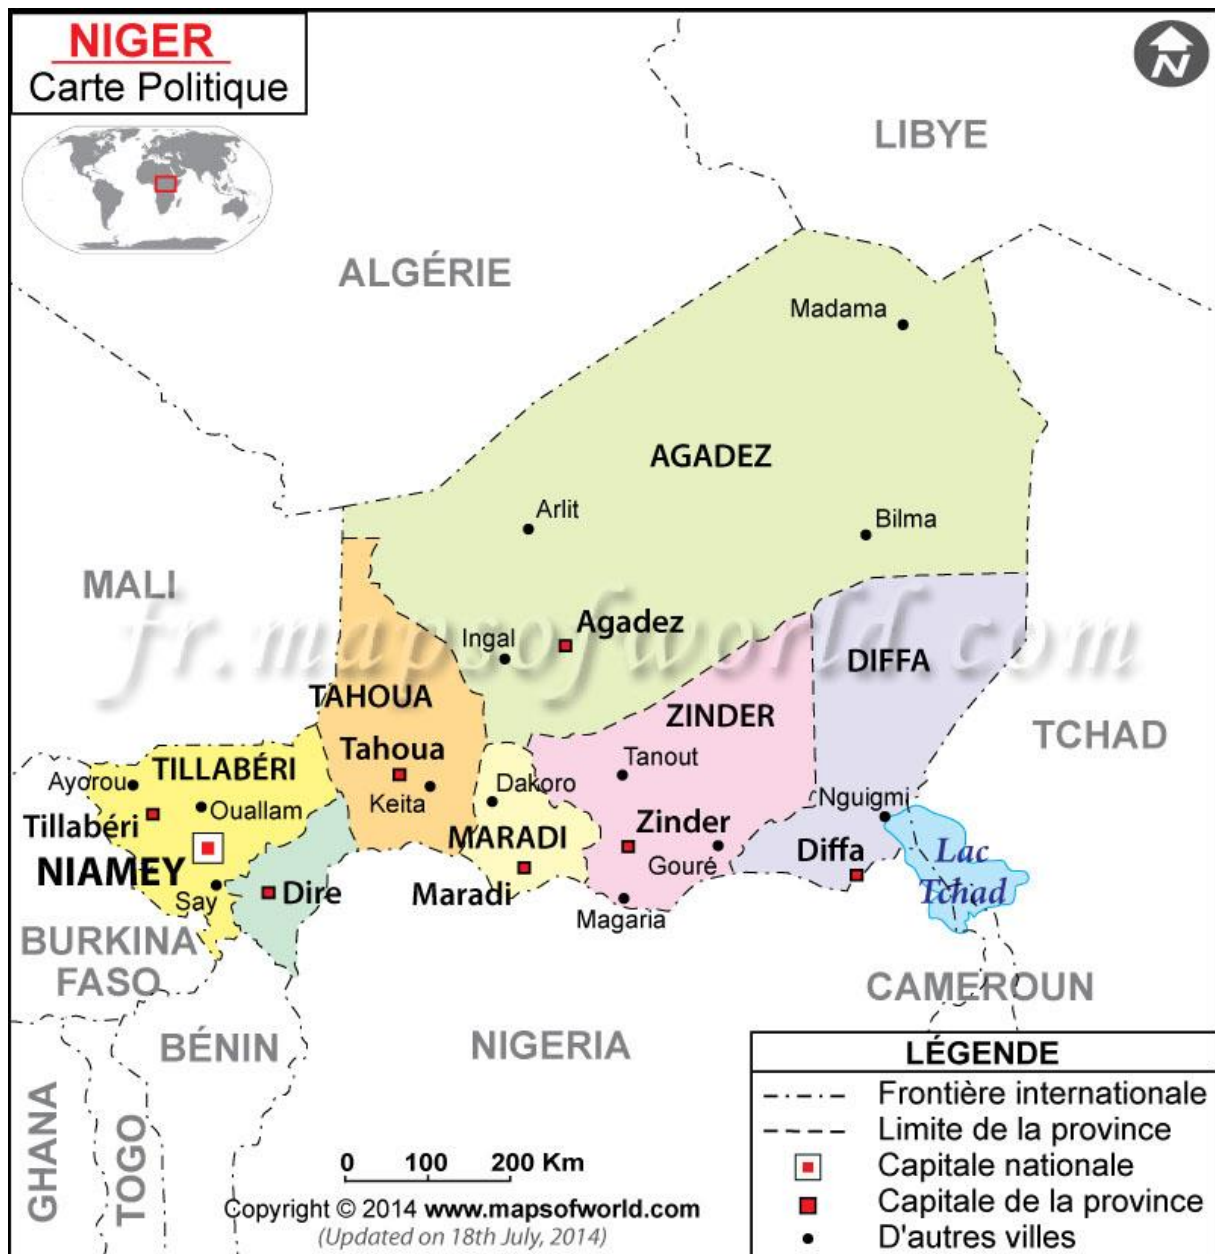 NIGER
Carte Politique
N
LIBYE
ALGÉRIE
Madama
AGADEZ
Arlit
Bilma
MALI
fr.mapsofworld.com
Agadez
Ingal
DIFFA
TAHOUA
ZINDER
TCHAD
Tahoua
Tanout
TILLABÉRI
Ayorou
Keita
Dakoro
Nguigmi
Ouallam
Tillabéri
MARADI
Zinder
Diffa
Lac
Tchad
NIAMEY
Gouré
Say
Dire
Maradi
Magaria
BURKINA
FASO
CAMEROUN
BÉNIN
NIGERIA
GHANA
TOGO
LÉGENDE
Frontière internationale
Limite de la province
Capitale nationale
Capitale de la province
D'autres villes
0 100 200 Km
Copyright © 2014 www.mapsofworld.com
(Updated on 18th July, 2014)